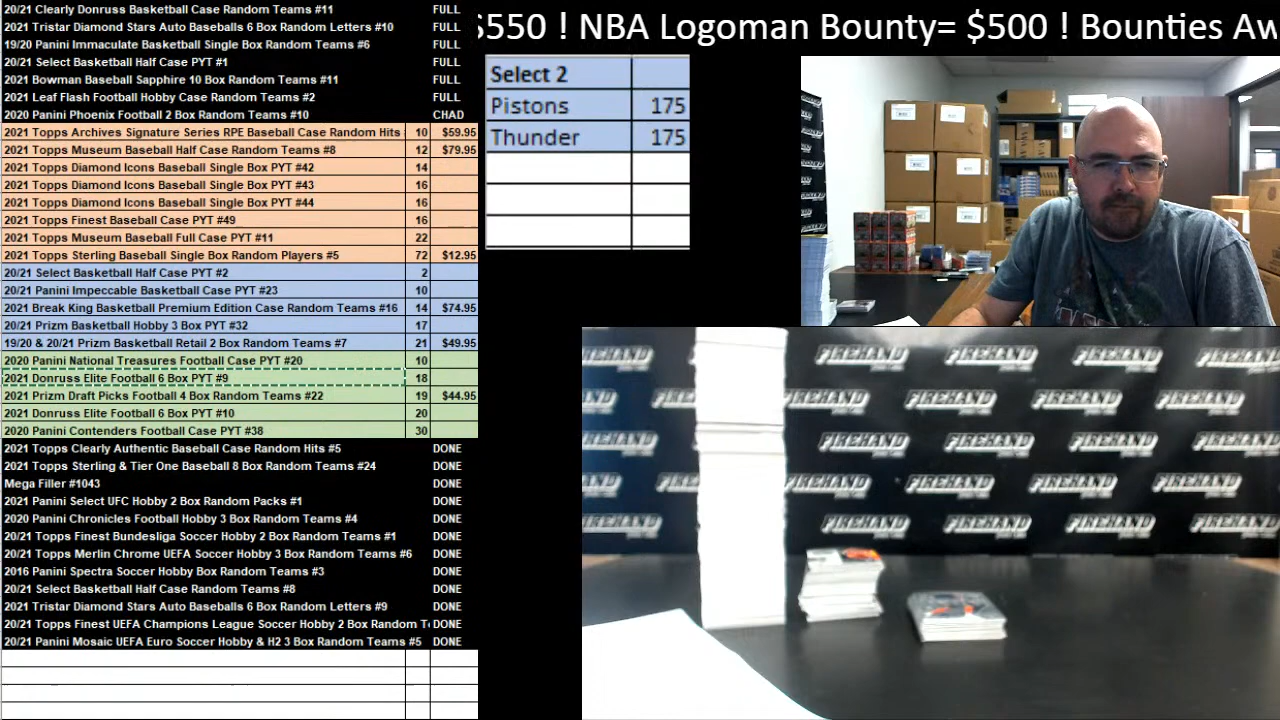 20/21 Clearly Donruss Basketball Case Random Teams #11 FULL
2021 Tristar Diamond Stars Auto Baseballs 6 Box Random Letters #10 FULL
19/20 Panini Immaculate Basketball Single Box Random Teams #6 FULL
20/21 Select Basketball Half Case PYT #1 FULL
2021 Bowman Baseball Sapphire 10 Box Random Teams #11 FULL
2021 Leaf Flash Football Hobby Case Random Teams #2 FULL
2020 Panini Phoenix Football 2 Box Random Teams #10 CHAD
2021 Topps Archives Signature Series RPE Baseball Case Random Hits 10 $59.95
2021 Topps Museum Baseball Half Case Random Teams #8 12 $79.95
2021 Topps Diamond Icons Baseball Single Box PYT #42 14
2021 Topps Diamond Icons Baseball Single Box PYT #43 16
2021 Topps Diamond Icons Baseball Single Box PYT #44 16
2021 Topps Finest Baseball Case PYT #49 16
2021 Topps Museum Baseball Full Case PYT #11 22
2021 Topps Sterling Baseball Single Box Random Players #5 72 $12.95
20/21 Select Basketball Half Case PYT #2 2
20/21 Panini Impeccable Basketball Case PYT #23 10
2021 Break King Basketball Premium Edition Case Random Teams #16 14 $74.95
20/21 Prizm Basketball Hobby 3 Box PYT #32 17
19/20 & 20/21 Prizm Basketball Retail 2 Box Random Teams #7 21 $49.95
2020 Panini National Treasures Football Case PYT #20 10
2021 Donruss Elite Football 6 Box PYT #9 18
2021 Prizm Draft Picks Football 4 Box Random Teams #22 19 $44.95
2021 Donruss Elite Football 6 Box PYT #10 20
2020 Panini Contenders Football Case PYT #38 30
2021 Topps Clearly Authentic Baseball Case Random Hits #5 DONE
2021 Topps Sterling & Tier One Baseball 8 Box Random Teams #24 DONE
Mega Filler #1043 DONE
2021 Panini Select UFC Hobby 2 Box Random Packs #1 DONE
2020 Panini Chronicles Football Hobby 3 Box Random Teams #4 DONE
20/21 Topps Finest Bundesliga Soccer Hobby 2 Box Random Teams #1 DONE
20/21 Topps Merlin Chrome UEFA Soccer Hobby 3 Box Random Teams #6 DONE
2016 Panini Spectra Soccer Hobby Box Random Teams #3 DONE
20/21 Select Basketball Half Case Random Teams #8 DONE
2021 Tristar Diamond Stars Auto Baseballs 6 Box Random Letters #9 DONE
20/21 Topps Finest UEFA Champions League Soccer Hobby 2 Box Random T DONE
20/21 Panini Mosaic UEFA Euro Soccer Hobby & H2 3 Box Random Teams #5 DONE
$550 ! NBA Logoman Bounty= $500 ! Bounties Aw
Select 2
Pistons 175
Thunder 175
FIREHAND FIREHAND FIREHAND FIREHAND
FIREHAND FIREHAND FIREHAND
FIREHAND FIREHAND FIREHAND FIREHAND
FIREHAND FIREHAND FIREHAND
FIREHAND FIREHAND FIREHAND FIREHAND